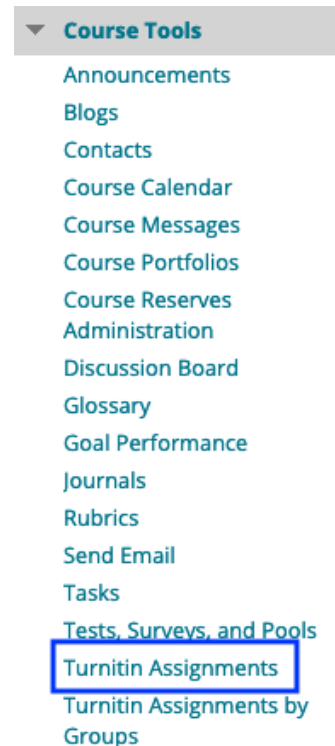 Course Tools
Announcements
Blogs
Contacts
Course Calendar
Course Messages
Course Portfolios
Course Reserves
Administration
Discussion Board
Glossary
Goal Performance
Journals
Rubrics
Send Email
Tasks
Tests, Surveys, and Pools
Turnitin Assignments
Turnitin Assignments by
Groups